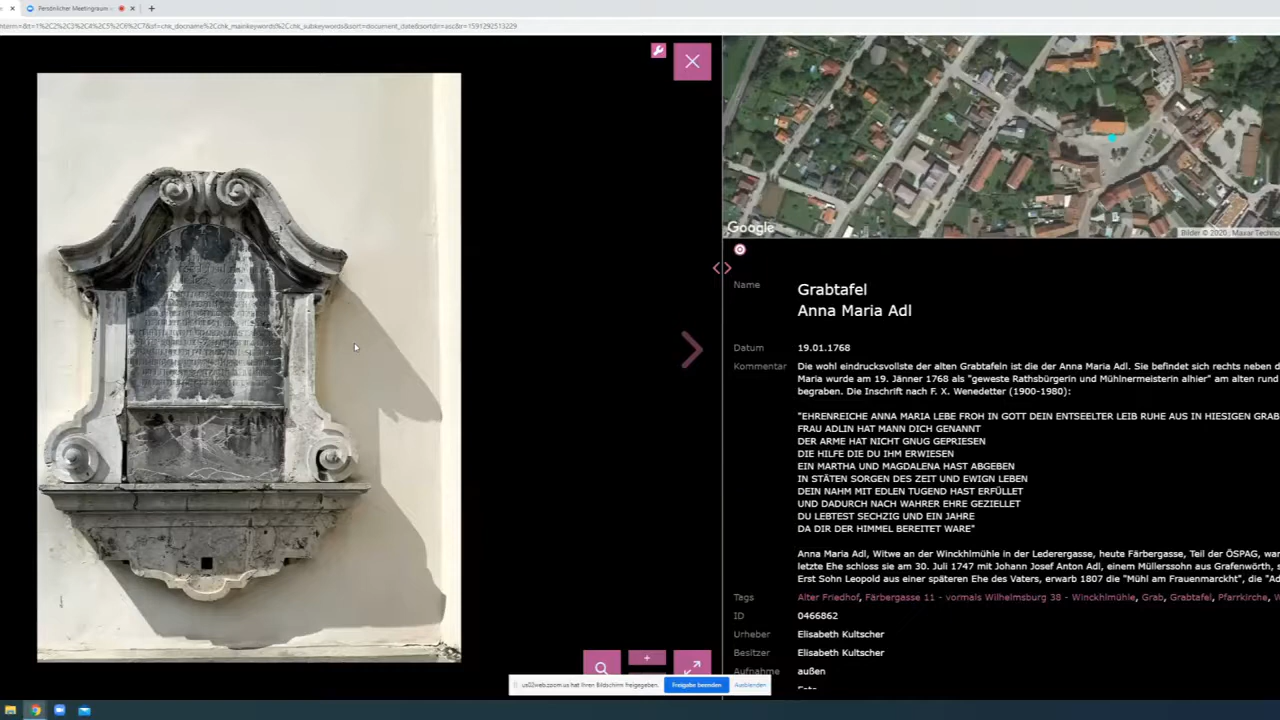 Persönlicher Meetingraum
Google
Bilder © 2020 , Maxar Techno
Name
Grabtafel
Anna Maria Adl
Datum
19.01.1768
Kommentar
Die wohl eindrucksvollste der alten Grabtafeln ist die der Anna Maria Adl. Sie befindet sich rechts neben d
Maria wurde am 19. Jänner 1768 als "geweste Rathsbürgerin und Mühlnermeisterin alhier" am alten rund
begraben. Die Inschrift nach F. X. Wenedetter (1900-1980):
"EHRENREICHE ANNA MARIA LEBE FROH IN GOTT DEIN ENTSEELTER LEIB RUHE AUS IN HIESIGEN GRAB
FRAU ADLIN HAT MANN DICH GENANNT
DER ARME HAT NICHT GNUG GEPRIESEN
DIE HILFE DIE DU IHM ERWIESEN
EIN MARTHA UND MAGDALENA HAST ABGEBEN
IN STÄTEN SORGEN DES ZEIT UND EWIGN LEBEN
DEIN NAHM MIT EDLEN TUGEND HAST ERFÜLLET
UND DADURCH NACH WAHRER EHRE GEZIELLET
DU LEBTEST SECHZIG UND EIN JAHRE
DA DIR DER HIMMEL BEREITET WARE"
Anna Maria Adl, Witwe an der Winckhlmühle in der Lederergasse, heute Färbergasse, Teil der ÖSPAG, war
letzte Ehe schloss sie am 30. Juli 1747 mit Johann Josef Anton Adl, einem Müllerssohn aus Grafenwörth, s
Erst Sohn Leopold aus einer späteren Ehe des Vaters, erwarb 1807 die "Mühl am Frauenmarckht", die "Ad
Tags
Alter Friedhof, Färbergasse 11 - vormals Wilhelmsburg 38 - Winckhlmühle, Grab, Grabtafel, Pfarrkirche, W
ID
0466862
Urheber
Elisabeth Kultscher
Besitzer
Elisabeth Kultscher
Aufnahme
außen
us02web.zoom.us hat Ihren Bildschirm freigegeben.
Freigabe beenden
Ausblenden